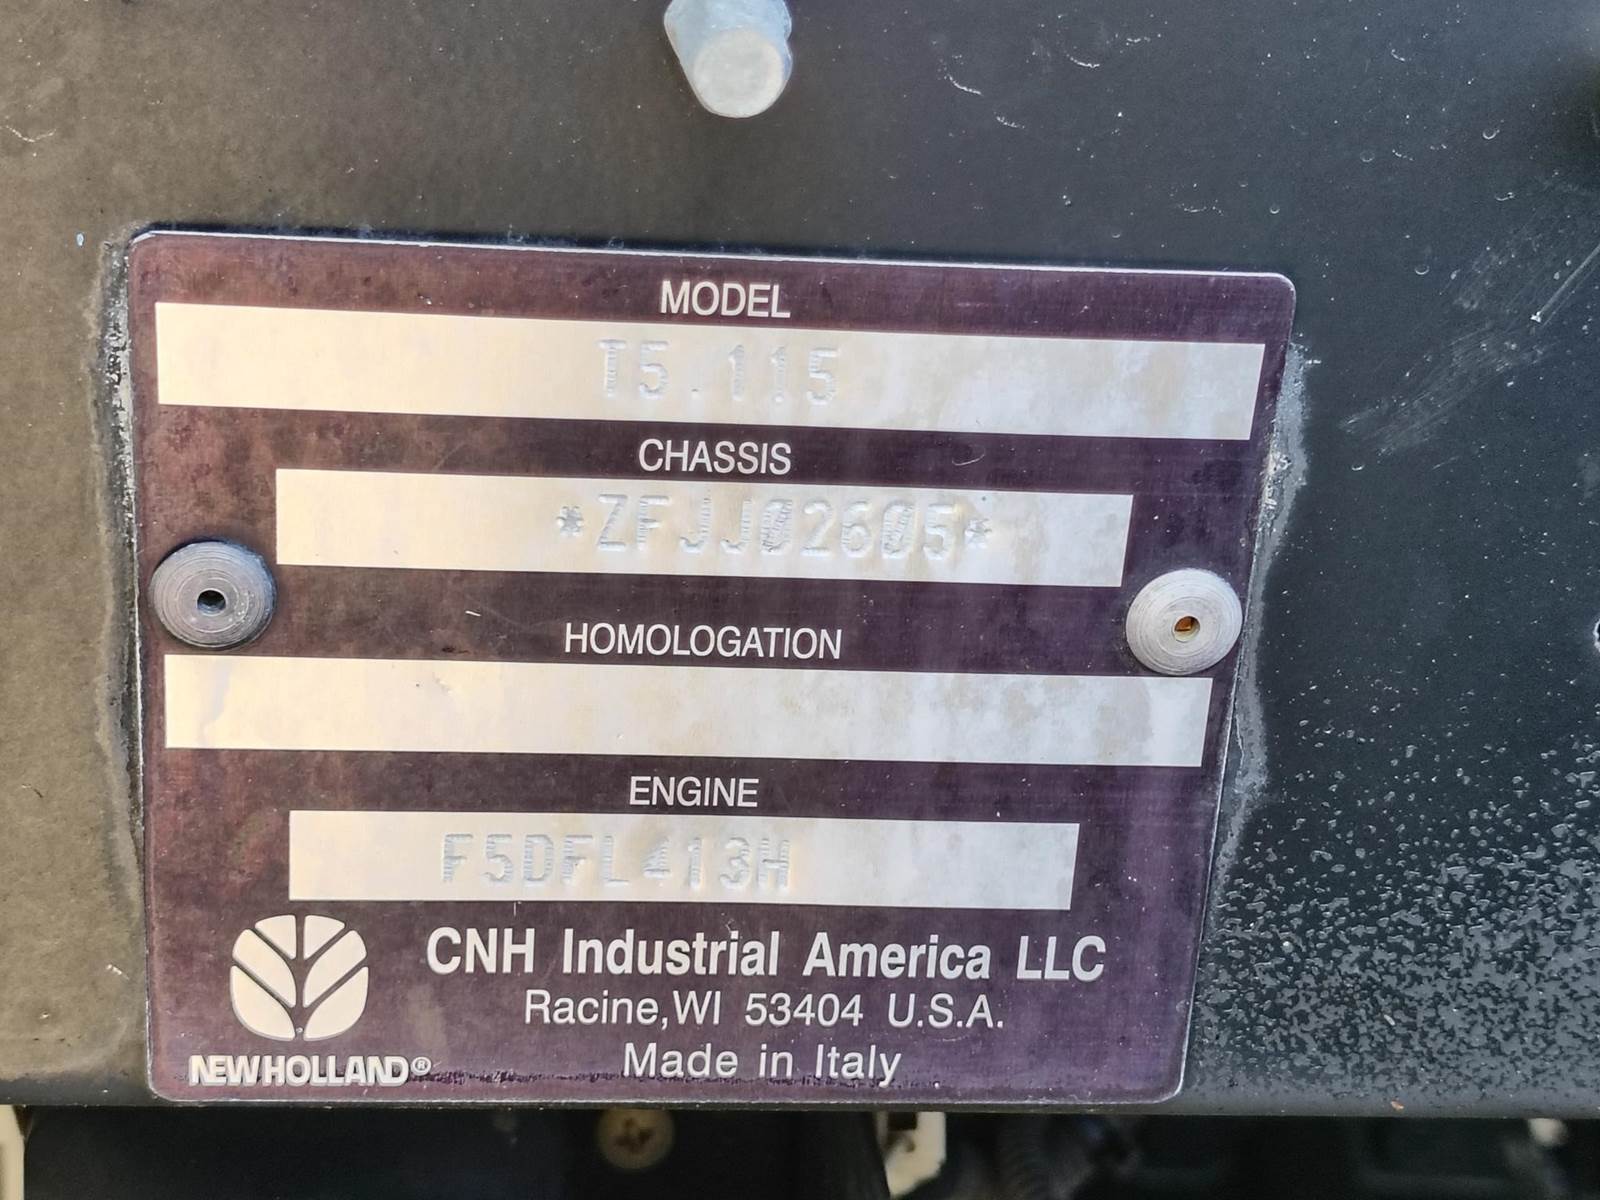 MODEL
T5.115
CHASSIS
*ZFJJ02605*
HOMOLOGATION
ENGINE
F5DFL413H
CNH Industrial America LLC
Racine, WI 53404 U.S.A.
Made in Italy
NEW HOLLAND®